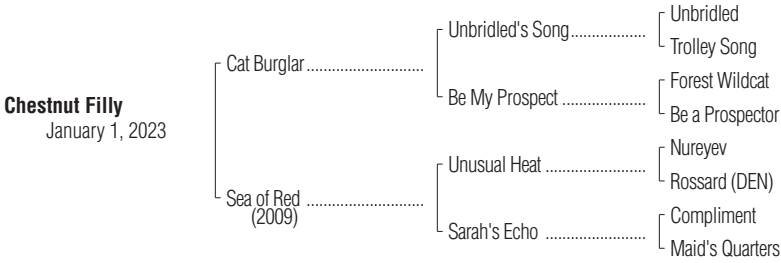 Chestnut Filly
January 1, 2023
Cat Burglar ............................
Sea of Red ............................
(2009)
Unbridled's Song..................
Be My Prospect ....................
Unusual Heat ........................
Sarah's Echo ........................
Unbridled
Trolley Song
Forest Wildcat
Be a Prospector
Nureyev
Rossard (DEN)
Compliment
Maid's Quarters